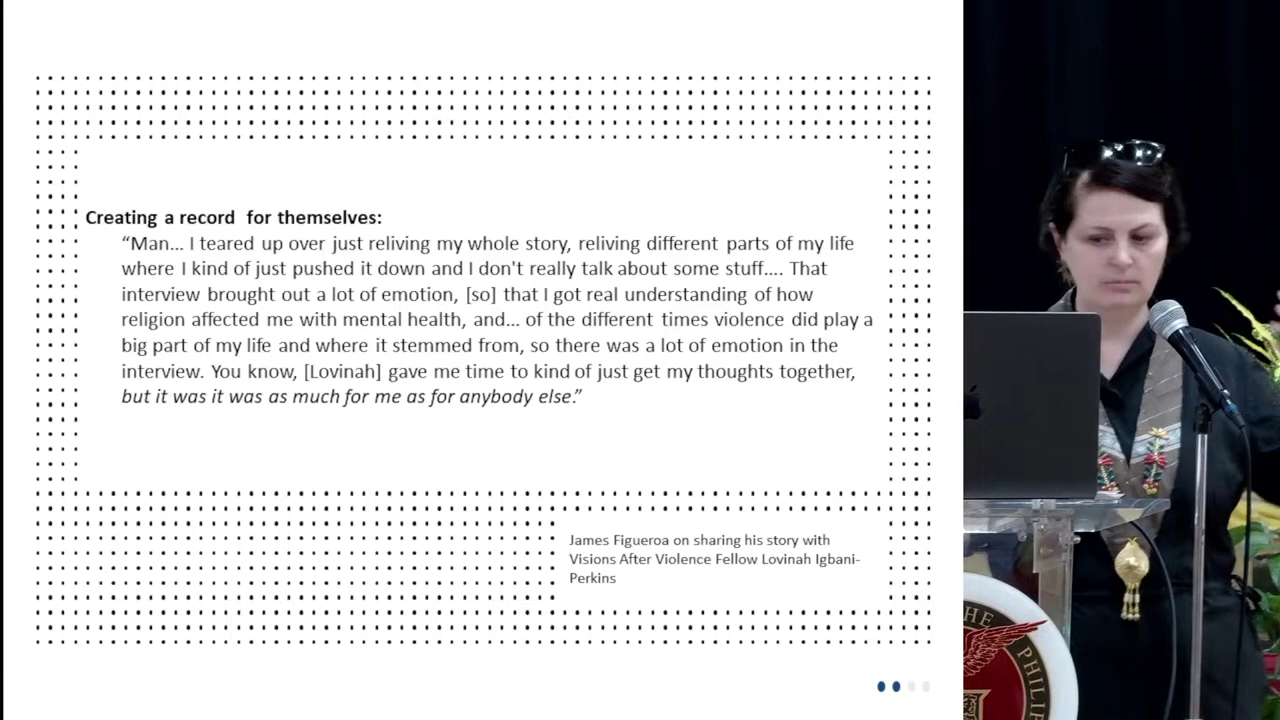 Creating a record for themselves:
“Man... I teared up over just reliving my whole story, reliving different parts of my life
where I kind of just pushed it down and I don't really talk about some stuff.... That
interview brought out a lot of emotion, [so] that I got real understanding of how
religion affected me with mental health, and... of the different times violence did play a
big part of my life and where it stemmed from, so there was a lot of emotion in the
interview. You know, [Lovinah] gave me time to kind of just get my thoughts together,
but it was it was as much for me as for anybody else.”
James Figueroa on sharing his story with
Visions After Violence Fellow Lovinah Igbani-
Perkins
THE
PHILI